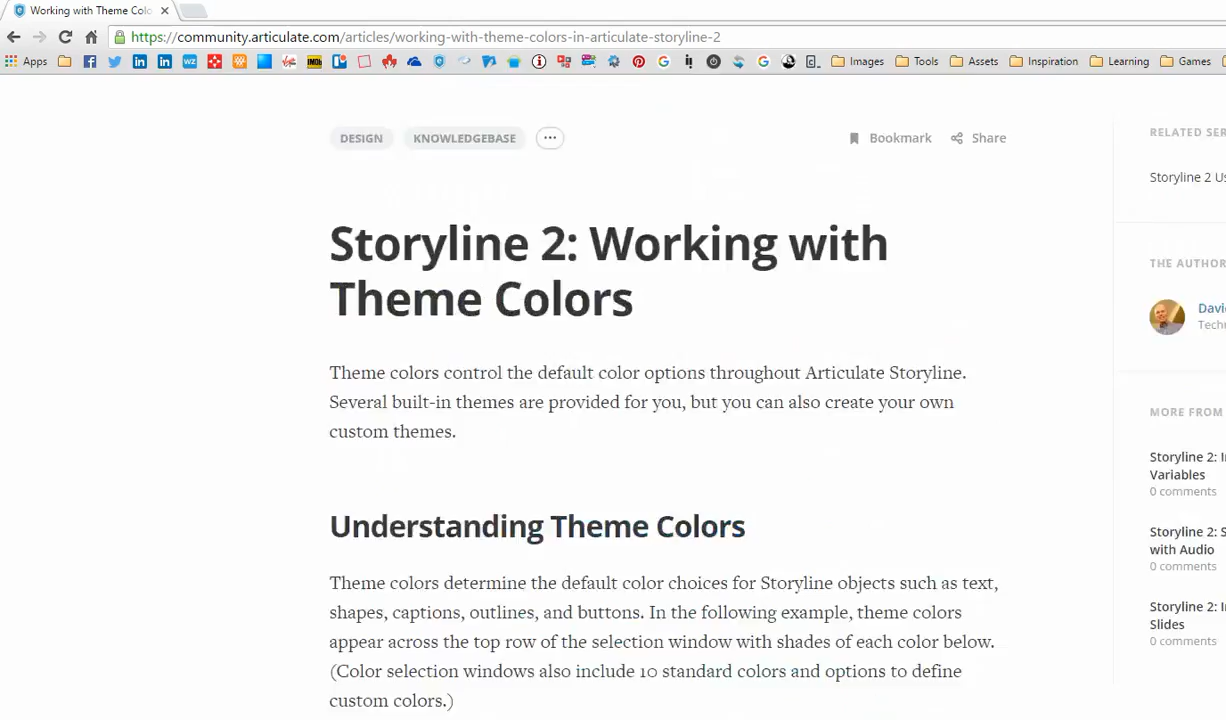 Working with Theme Colo
https://community.articulate.com/articles/working-with-theme-colors-in-articulate-storyline-2
Apps Images Tools Assets Inspiration Learning Games
DESIGN KNOWLEDGEBASE ... Bookmark Share
Storyline 2: Working with
Theme Colors
Theme colors control the default color options throughout Articulate Storyline.
Several built-in themes are provided for you, but you can also create your own
custom themes.
Understanding Theme Colors
Theme colors determine the default color choices for Storyline objects such as text,
shapes, captions, outlines, and buttons. In the following example, theme colors
appear across the top row of the selection window with shades of each color below.
(Color selection windows also include 10 standard colors and options to define
custom colors.)
RELATED SER
Storyline 2 Us
THE AUTHOR
Davi
Techn
MORE FROM
Storyline 2: I
Variables
0 comments
Storyline 2: S
with Audio
0 comments
Storyline 2: I
Slides
0 comments